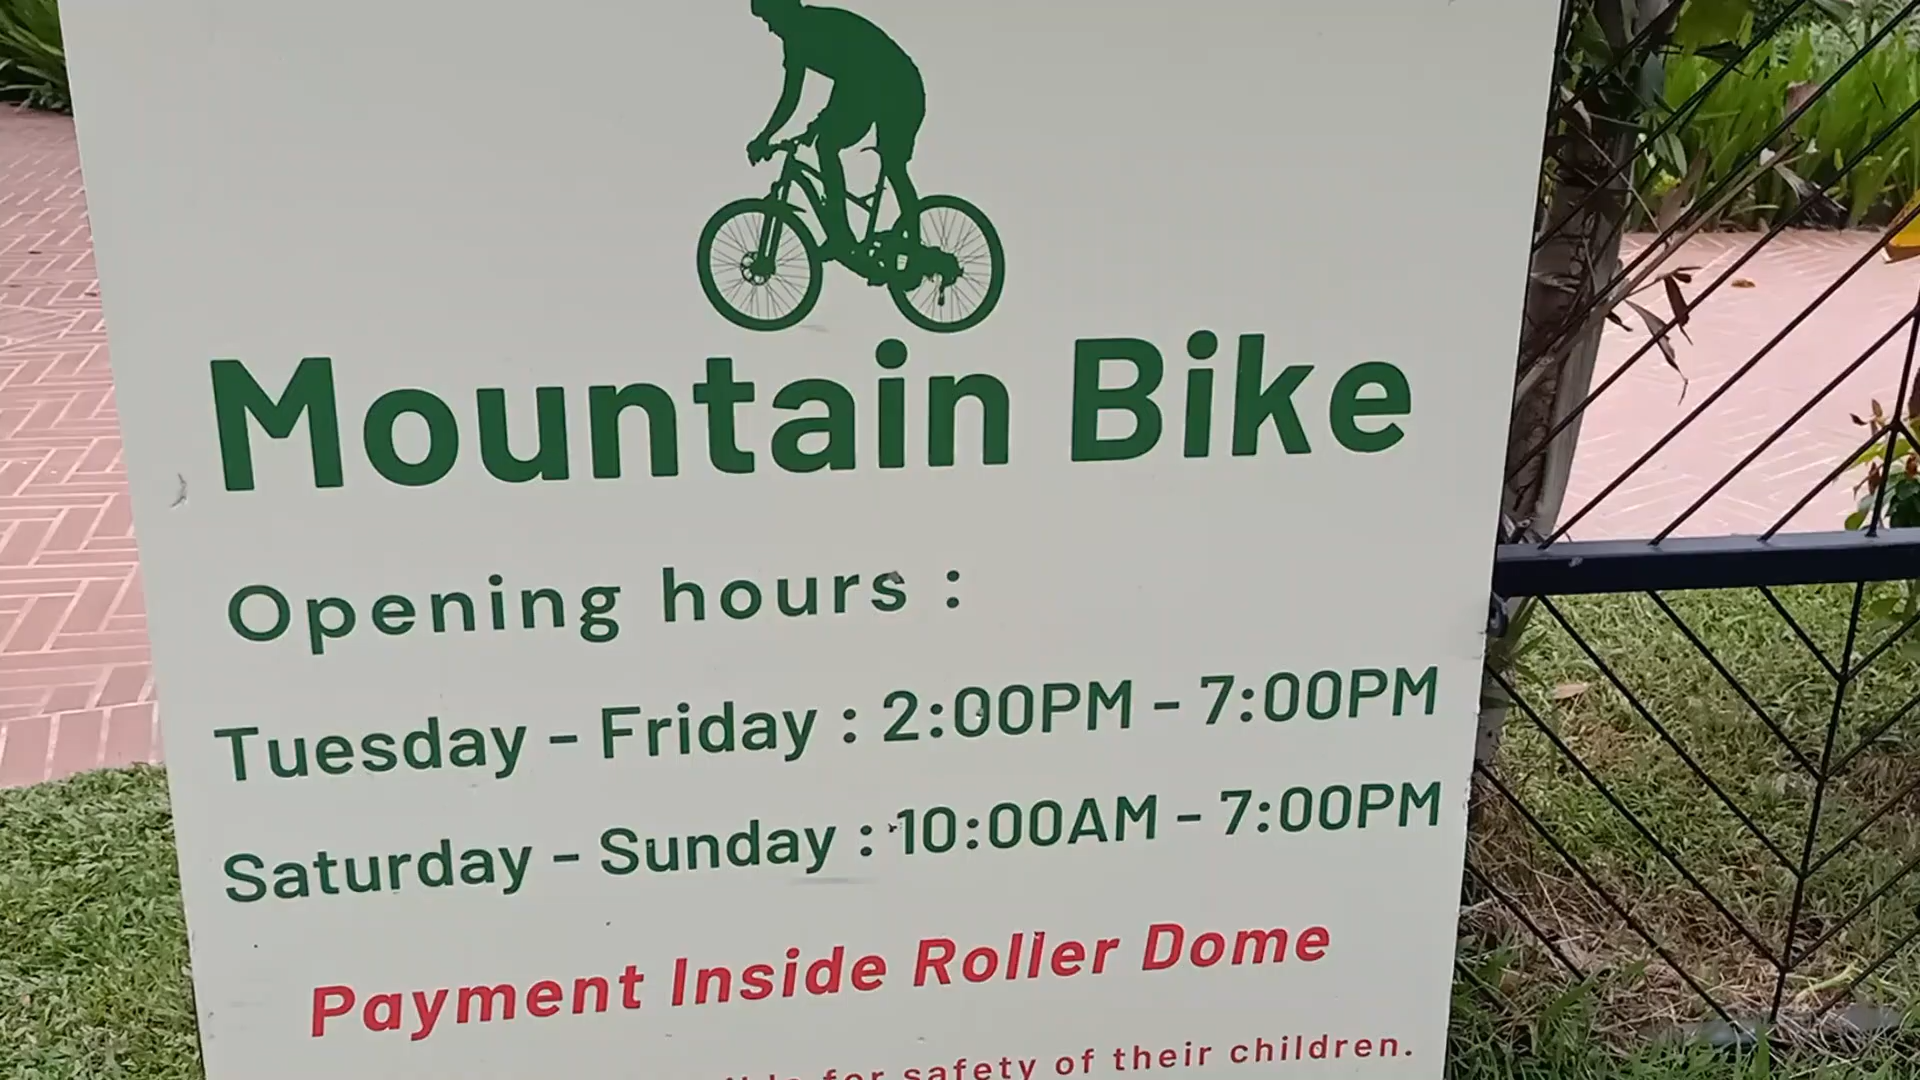 Mountain Bike
Opening hours :
Tuesday - Friday : 2:00PM - 7:00PM
Saturday - Sunday : 10:00AM - 7:00PM
Payment Inside Roller Dome
for safety of their children.